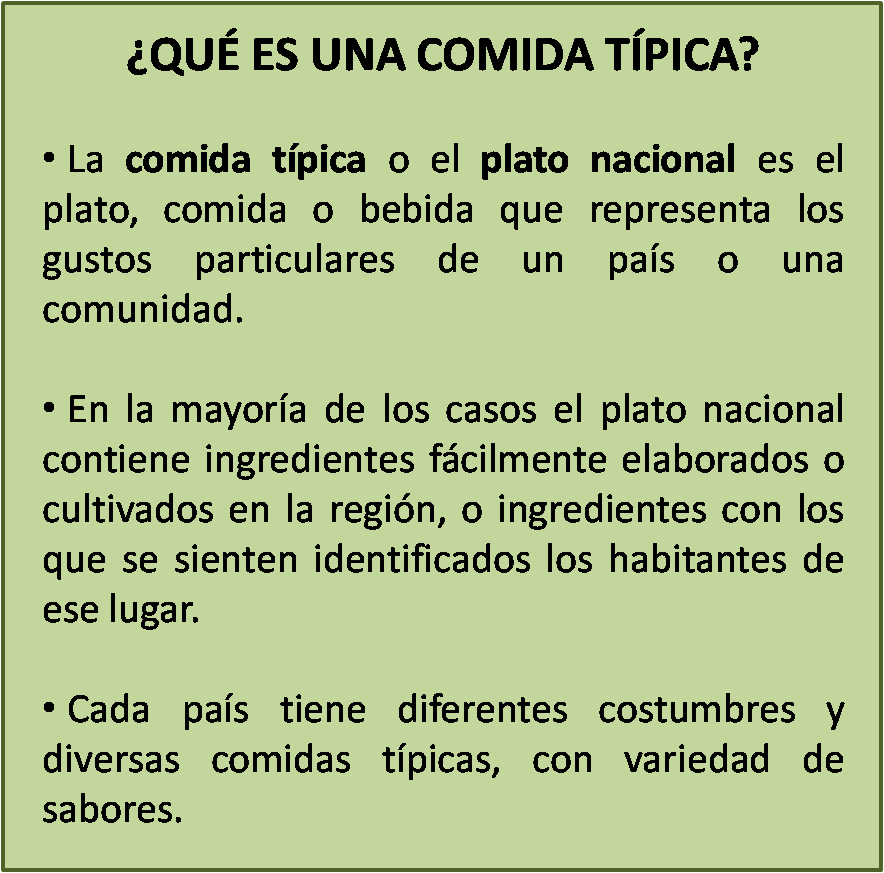 ¿QUÉ ES UNA COMIDA TÍPICA?
• La comida típica o el plato nacional es el
plato, comida o bebida que representa los
gustos particulares de un país o una
comunidad.
• En la mayoría de los casos el plato nacional
contiene ingredientes fácilmente elaborados o
cultivados en la región, o ingredientes con los
que se sienten identificados los habitantes de
ese lugar.
• Cada país tiene diferentes costumbres y
diversas comidas típicas, con variedad de
sabores.